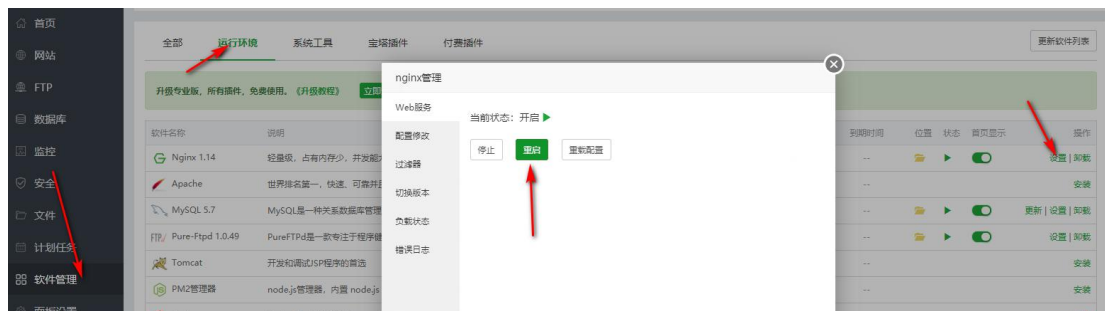 首页
网站
FTP
数据库
监控
安全
文件
计划任务
软件管理
面板设置
全部 运行环境 系统工具 宝塔插件 付费插件 更新软件列表
升级专业版，所有插件，免费使用。《升级教程》 立即
软件名称 说明 到期时间 位置 状态 首页显示 操作
Nginx 1.14 轻量级，占有内存少，并发能 -- 设置 | 卸载
Apache 世界排名第一，快速、可靠并且 -- 安装
MySQL 5.7 MySQL是一种关系数据库管理 -- 更新 | 设置 | 卸载
Pure-Ftpd 1.0.49 PureFTPd是一款专注于程序健 -- 设置 | 卸载
Tomcat 开发和调试JSP程序的首选 -- 安装
PM2管理器 node.js管理器，内置 node.js -- 安装
nginx管理
Web服务
配置修改
过滤器
切换版本
负载状态
错误日志
当前状态：开启
停止 重启 重载配置